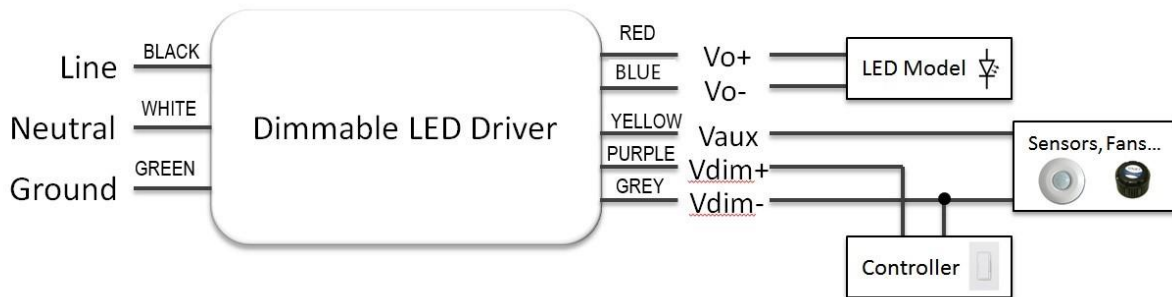 Line
BLACK
Neutral
WHITE
Ground
GREEN
Dimmable LED Driver
RED
Vo+
BLUE
Vo-
YELLOW
Vaux
PURPLE
Vdim+
GREY
Vdim-
LED Model
Sensors, Fans...
Controller